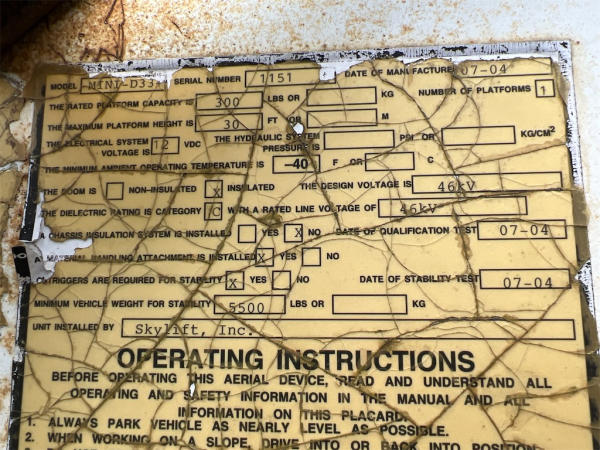 MODEL MINI-D33 SERIAL NUMBER 1151 DATE OF MANUFACTURE 07-04
THE RATED PLATFORM CAPACITY IS 300 LBS OR KG NUMBER OF PLATFORMS 1
THE MAXIMUM PLATFORM HEIGHT IS 30 FT OR M
THE ELECTRICAL SYSTEM VOLTAGE IS 12 VDC THE HYDRAULIC SYSTEM PRESSURE IS PSI OR KG/CM²
THE MINIMUM AMBIENT OPERATING TEMPERATURE IS -40 F OR C
THE BOOM IS NON-INSULATED X INSULATED THE DESIGN VOLTAGE IS 46kV
THE DIELECTRIC RATING IS CATEGORY C WITH A RATED LINE VOLTAGE OF 46kV
A CHASSIS INSULATION SYSTEM IS INSTALLED YES X NO DATE OF QUALIFICATION TEST 07-04
A MATERIAL HANDLING ATTACHMENT IS INSTALLED X YES NO
OUTRIGGERS ARE REQUIRED FOR STABILITY X YES NO DATE OF STABILITY TEST 07-04
MINIMUM VEHICLE WEIGHT FOR STABILITY 5500 LBS OR KG
UNIT INSTALLED BY Skylift, Inc.
OPERATING INSTRUCTIONS
BEFORE OPERATING THIS AERIAL DEVICE, READ AND UNDERSTAND ALL
OPERATING AND SAFETY INFORMATION IN THE MANUAL AND ALL
INFORMATION ON THIS PLACARD.
1. ALWAYS PARK VEHICLE AS NEARLY LEVEL AS POSSIBLE.
2. WHEN WORKING ON A SLOPE, DRIVE INTO OR BACK INTO POSITION